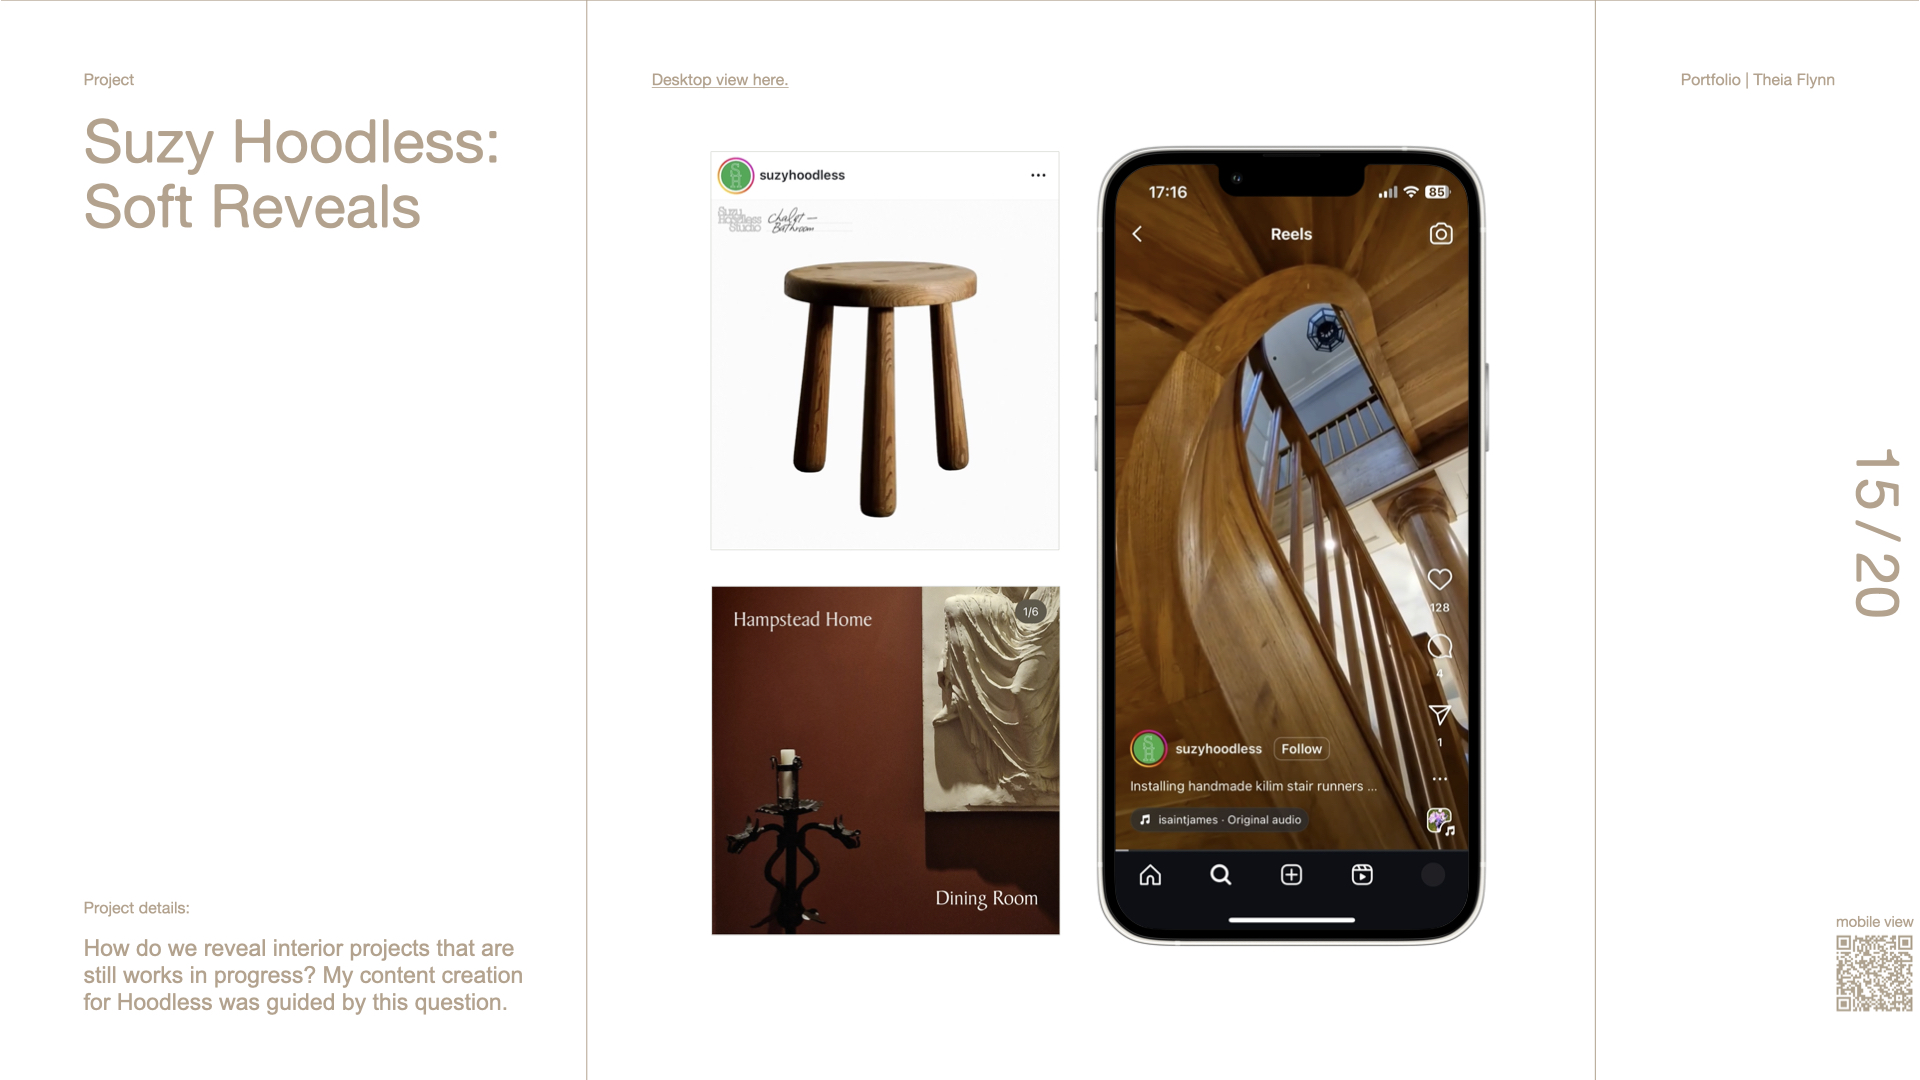 Project
Suzy Hoodless:
Soft Reveals
Project details:
How do we reveal interior projects that are
still works in progress? My content creation
for Hoodless was guided by this question.
Desktop view here.
suzyhoodless
Suzy
Hoodless
Studio
Chalet —
Bathroom
Hampstead Home
1/6
Dining Room
17:16
85
Reels
128
4
1
suzyhoodless
Follow
Installing handmade kilim stair runners ...
isaintjames · Original audio
Portfolio | Theia Flynn
15 / 20
mobile view